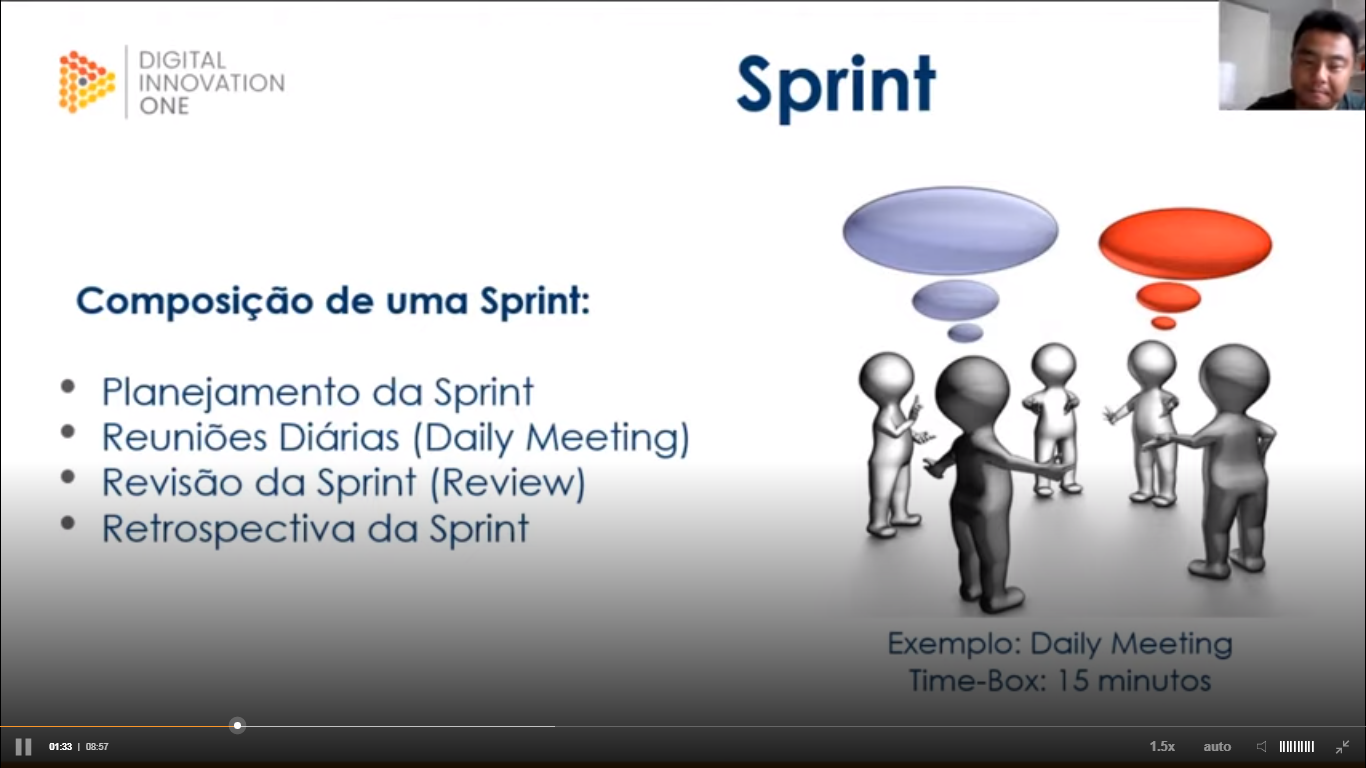 DIGITAL
INNOVATION
ONE
Sprint
Composição de uma Sprint:
• Planejamento da Sprint
• Reuniões Diárias (Daily Meeting)
• Revisão da Sprint (Review)
• Retrospectiva da Sprint
Exemplo: Daily Meeting
Time-Box: 15 minutos
01:33 | 08:57
1.5x
auto